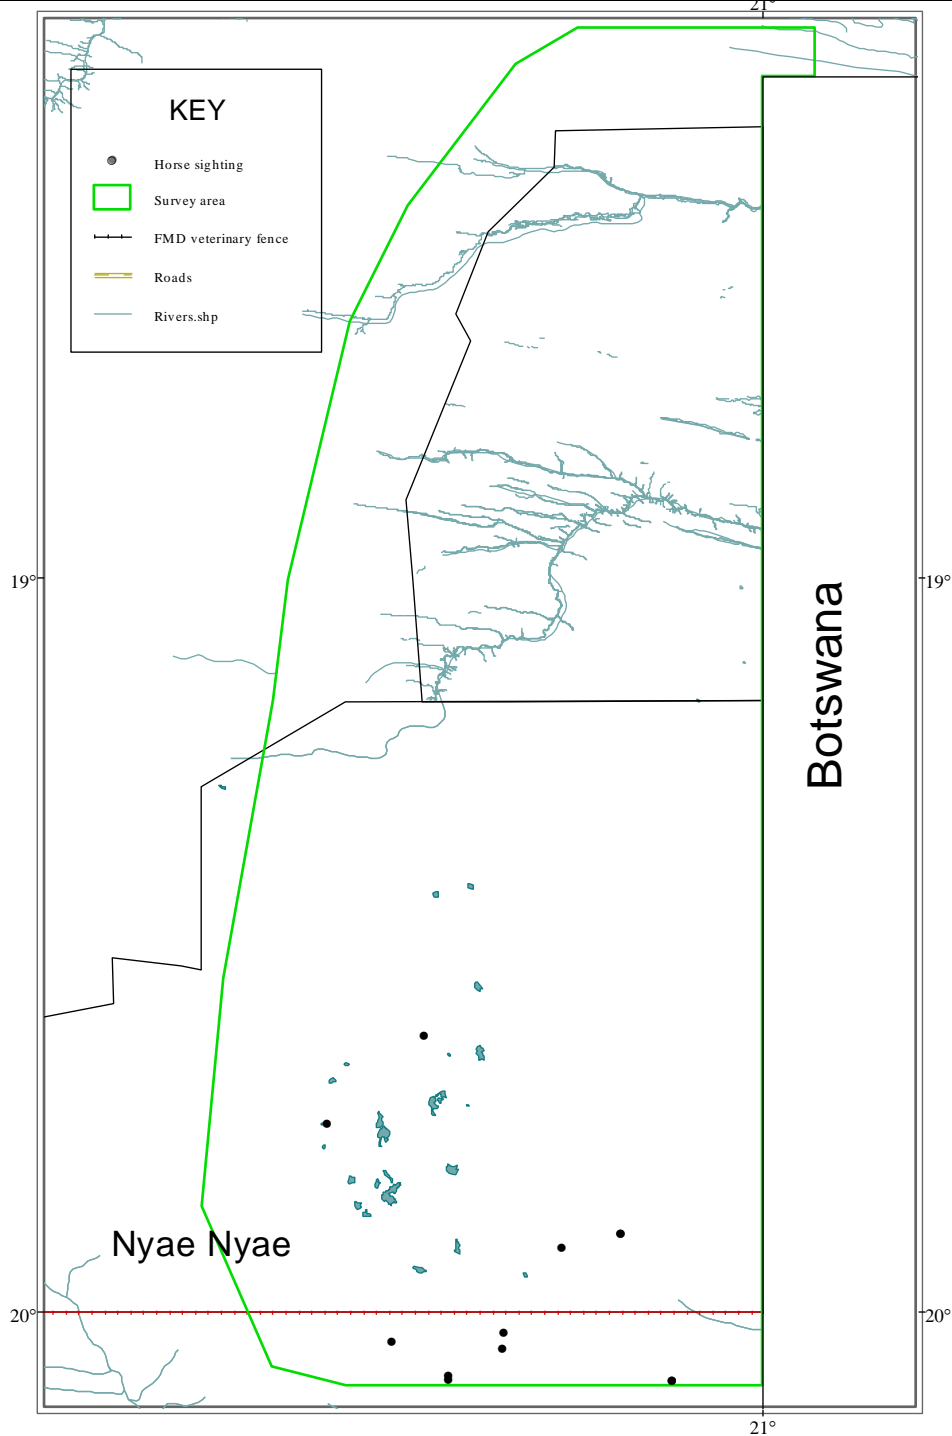 21°
KEY
Horse sighting
Survey area
FMD veterinary fence
Roads
Rivers.shp
19°
19°
Botswana
Nyae Nyae
20°
20°
21°